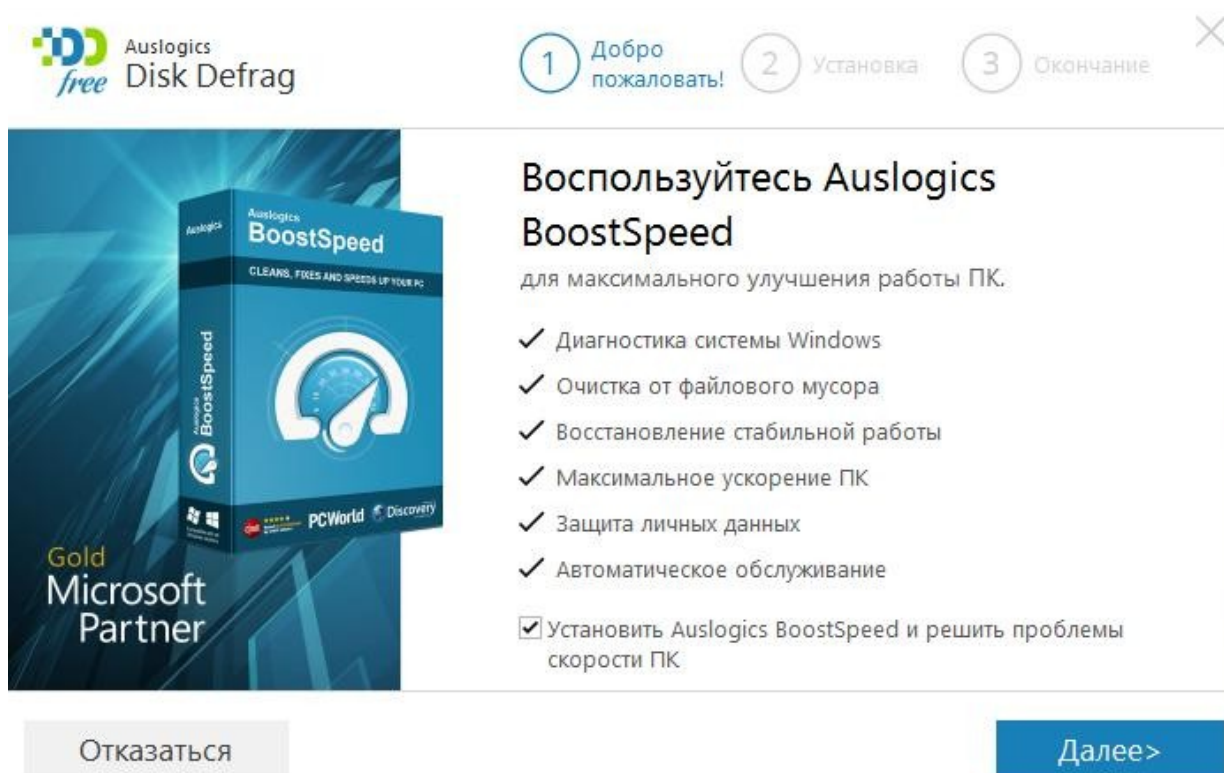 Auslogics
Disk Defrag
free
1
Добро
пожаловать!
2
Установка
3
Окончание
Воспользуйтесь Auslogics
BoostSpeed
для максимального улучшения работы ПК.
Диагностика системы Windows
Очистка от файлового мусора
Восстановление стабильной работы
Максимальное ускорение ПК
Защита личных данных
Автоматическое обслуживание
Установить Auslogics BoostSpeed и решить проблемы
скорости ПК
Auslogics
Auslogics
BoostSpeed
CLEANS, FIXES AND SPEEDS UP YOUR PC
Auslogics
BoostSpeed
PCWorld
Discovery
Gold
Microsoft
Partner
Отказаться
Далее>